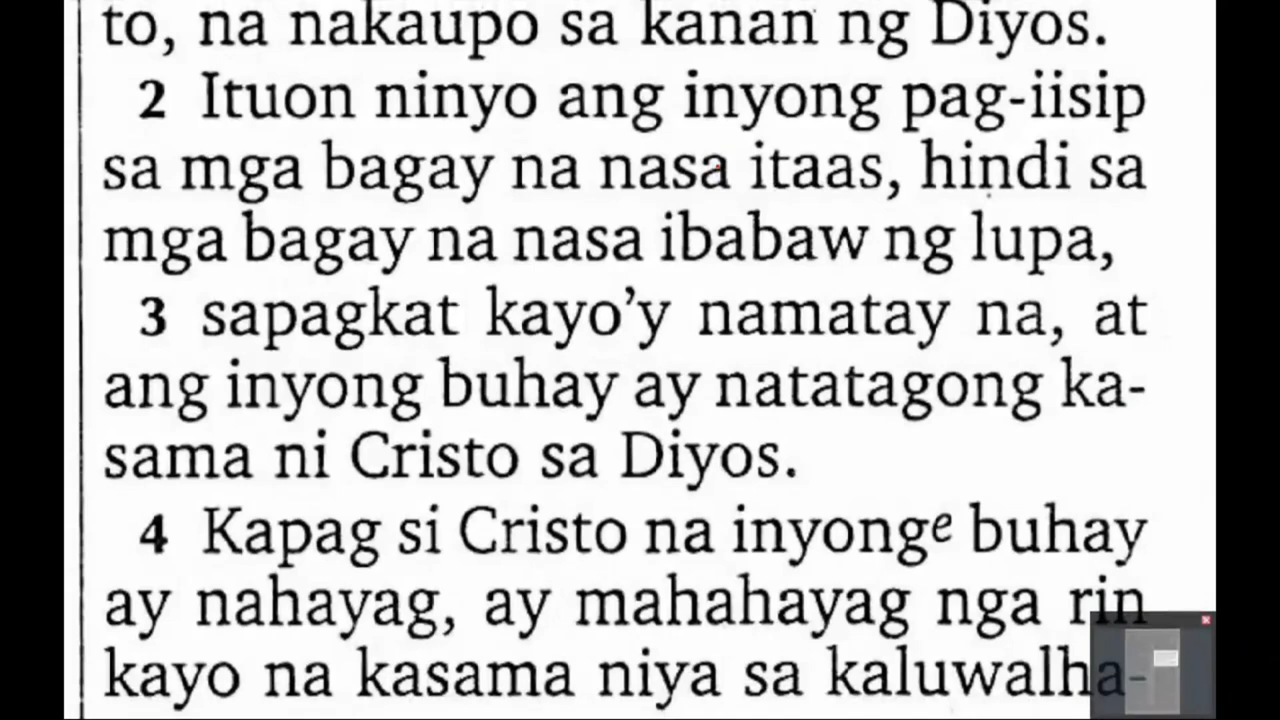 to, na nakaupo sa kanan ng Diyos.
2 Ituon ninyo ang inyong pag-iisip
sa mga bagay na nasa itaas, hindi sa
mga bagay na nasa ibabaw ng lupa,
3 sapagkat kayo’y namatay na, at
ang inyong buhay ay natatagong ka-
sama ni Cristo sa Diyos.
4 Kapag si Cristo na inyonge buhay
ay nahayag, ay mahahayag nga rin
kayo na kasama niya sa kaluwalha-